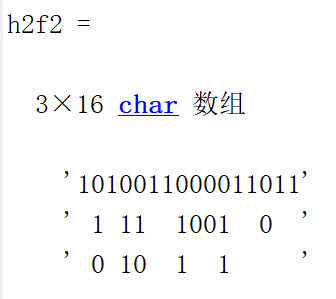 h2f2 =
3×16 char 数组
'1010011000011011'
' 1 11  1001  0  '
' 0 10  1  1     '